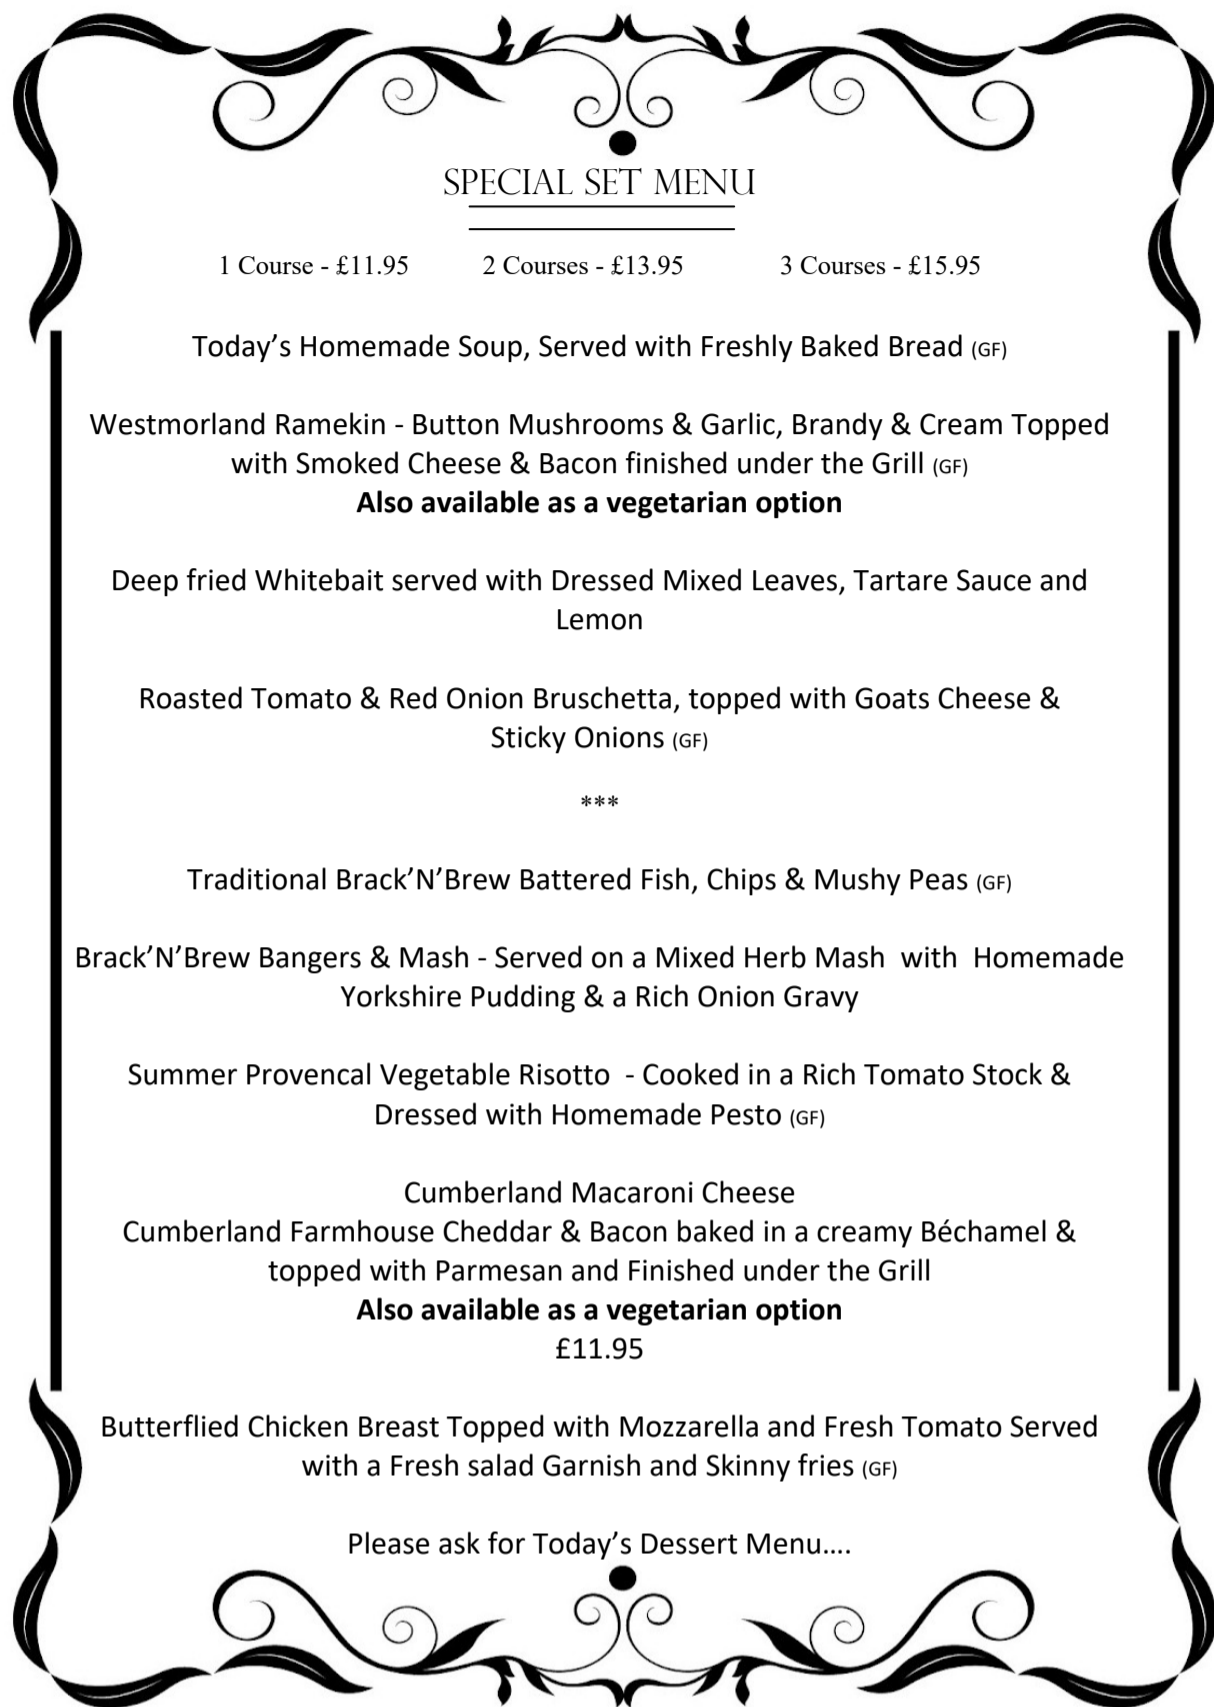 SPECIAL SET MENU
1 Course - £11.95 2 Courses - £13.95 3 Courses - £15.95
Today’s Homemade Soup, Served with Freshly Baked Bread (GF)
Westmorland Ramekin - Button Mushrooms & Garlic, Brandy & Cream Topped
with Smoked Cheese & Bacon finished under the Grill (GF)
Also available as a vegetarian option
Deep fried Whitebait served with Dressed Mixed Leaves, Tartare Sauce and
Lemon
Roasted Tomato & Red Onion Bruschetta, topped with Goats Cheese &
Sticky Onions (GF)
***
Traditional Brack’N’Brew Battered Fish, Chips & Mushy Peas (GF)
Brack’N’Brew Bangers & Mash - Served on a Mixed Herb Mash with Homemade
Yorkshire Pudding & a Rich Onion Gravy
Summer Provencal Vegetable Risotto - Cooked in a Rich Tomato Stock &
Dressed with Homemade Pesto (GF)
Cumberland Macaroni Cheese
Cumberland Farmhouse Cheddar & Bacon baked in a creamy Béchamel &
topped with Parmesan and Finished under the Grill
Also available as a vegetarian option
£11.95
Butterflied Chicken Breast Topped with Mozzarella and Fresh Tomato Served
with a Fresh salad Garnish and Skinny fries (GF)
Please ask for Today’s Dessert Menu….